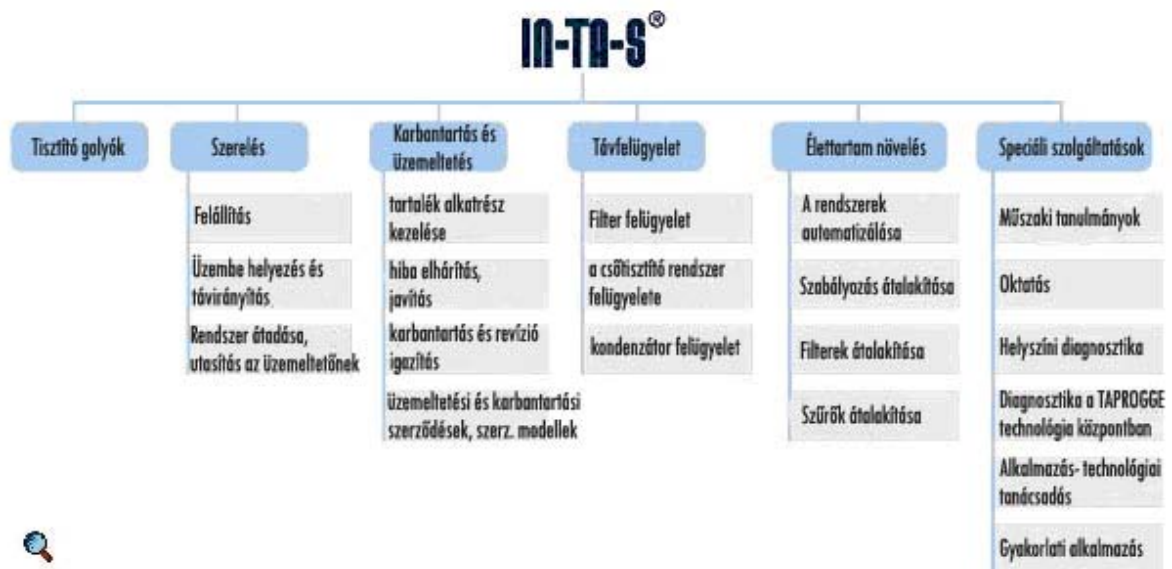 IN-TA-S®
Tisztító golyók
Szerelés
Felállítás
Üzembe helyezés és
távirányítás
Rendszer átadása,
utasítás az üzemeltetőnek
Karbantartás és
üzemeltetés
tartalék alkatrész
kezelése
hiba elhárítás,
javítás
karbantartás és revízió
igazítás
üzemeltetési és karbantartási
szerződések, szerz. modellek
Távfelügyelet
Filter felügyelet
a csőtisztító rendszer
felügyelete
kondenzátor felügyelet
Élettartam növelés
A rendszerek
automatizálása
Szabályozás átalakítása
Filterek átalakítása
Szűrők átalakítása
Speciáli szolgáltatások
Műszaki tanulmányok
Oktatás
Helyszíni diagnosztika
Diagnosztika a TAPROGGE
technológia központban
Alkalmazás- technológiai
tanácsadás
Gyakorlati alkalmazás